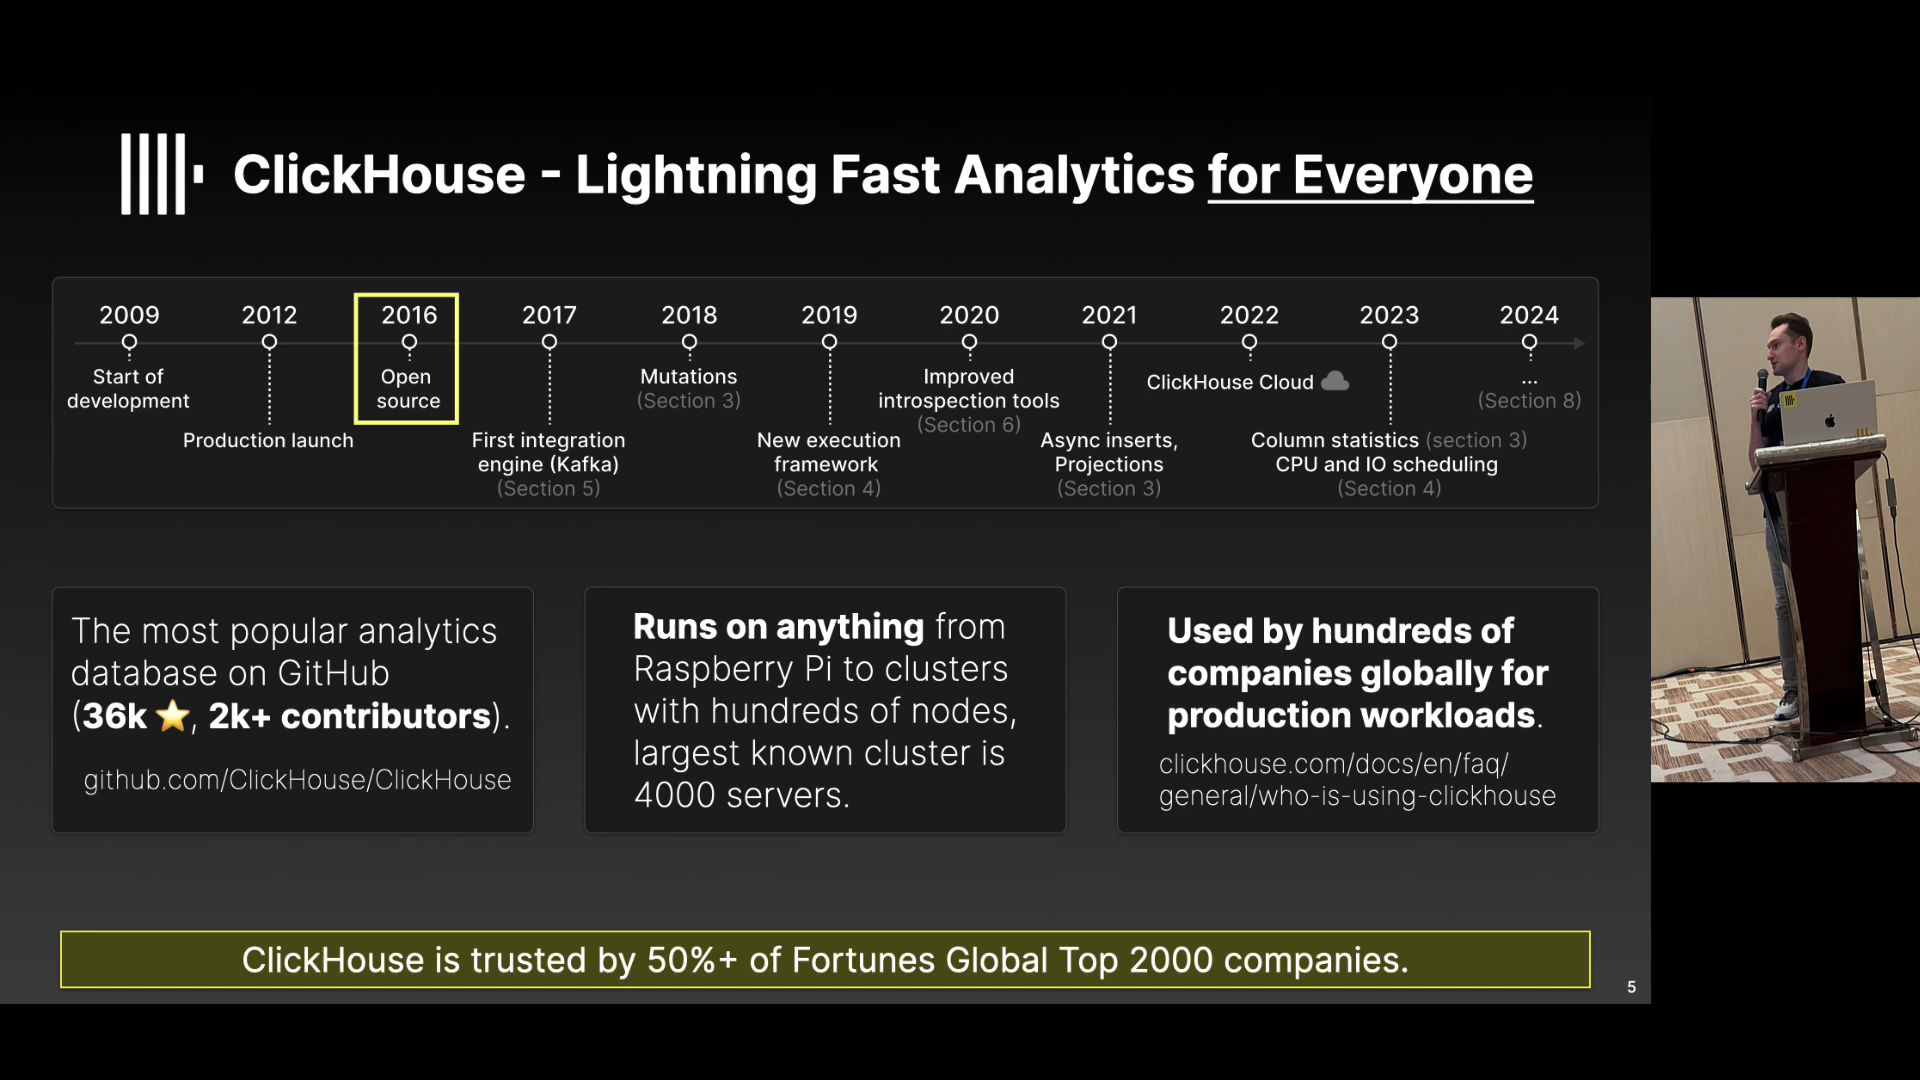 ClickHouse - Lightning Fast Analytics for Everyone
2009
2012
2016
2017
2018
2019
2020
2021
2022
2023
2024
Start of
development
Production launch
Open
source
First integration
engine (Kafka)
(Section 5)
Mutations
(Section 3)
New execution
framework
(Section 4)
Improved
introspection tools
(Section 6)
Async inserts,
Projections
(Section 3)
ClickHouse Cloud
Column statistics (section 3)
CPU and IO scheduling
(Section 4)
...
(Section 8)
The most popular analytics
database on GitHub
(36k ⭐, 2k+ contributors).
github.com/ClickHouse/ClickHouse
Runs on anything from
Raspberry Pi to clusters
with hundreds of nodes,
largest known cluster is
4000 servers.
Used by hundreds of
companies globally for
production workloads.
clickhouse.com/docs/en/faq/
general/who-is-using-clickhouse
ClickHouse is trusted by 50%+ of Fortunes Global Top 2000 companies.
5